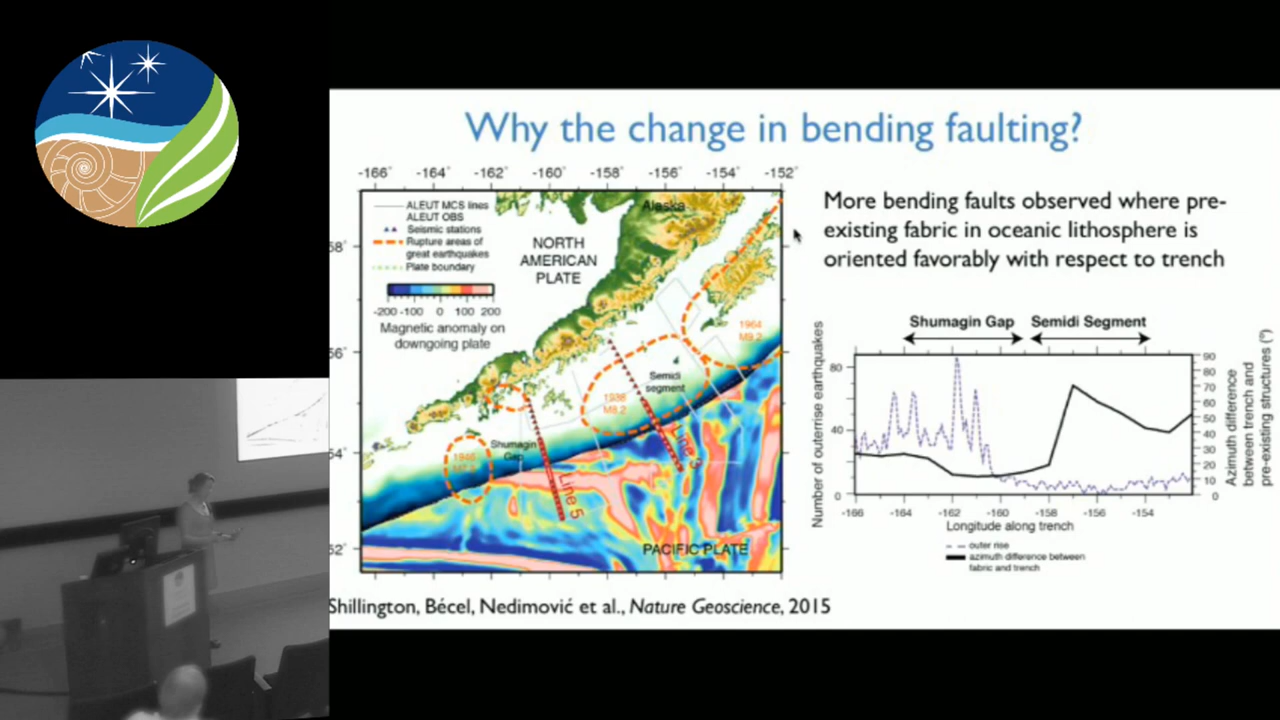 Why the change in bending faulting?
-166° -164° -162° -160° -158° -156° -154° -152°
ALEUT MCS lines
ALEUT OBS
Seismic stations
Rupture areas of
great earthquakes
Plate boundary
-200 -100 0 100 200
Magnetic anomaly on
downgoing plate
NORTH
AMERICAN
PLATE
Alaska
58°
56°
54°
52°
1964
M9.2
Semidi
segment
1938
M8.2
Shumagin
Gap
1946
Line 3
Line 5
PACIFIC PLATE
More bending faults observed where pre-
existing fabric in oceanic lithosphere is
oriented favorably with respect to trench
Shumagin Gap Semidi Segment
Number of outerrise earthquakes
80
40
0
90
80
70
60
50
40
30
20
10
0
Azimuth difference
between trench and
pre-existing structures (°)
-166 -164 -162 -160 -158 -156 -154
Longitude along trench
outer rise
azimuth difference between
fabric and trench
Shillington, Bécel, Nedimović et al., Nature Geoscience, 2015